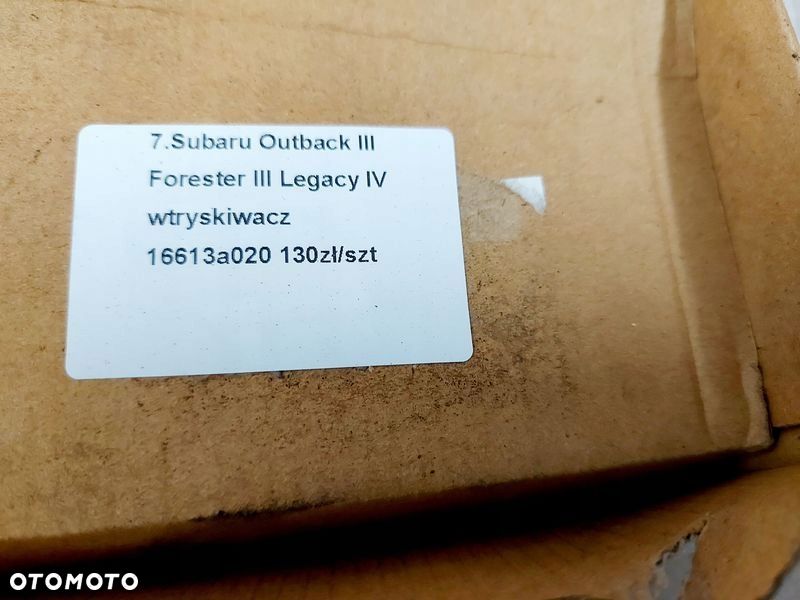 7.Subaru Outback III
Forester III Legacy IV
wtryskiwacz
16613a020 130zł/szt
OTOMOTO